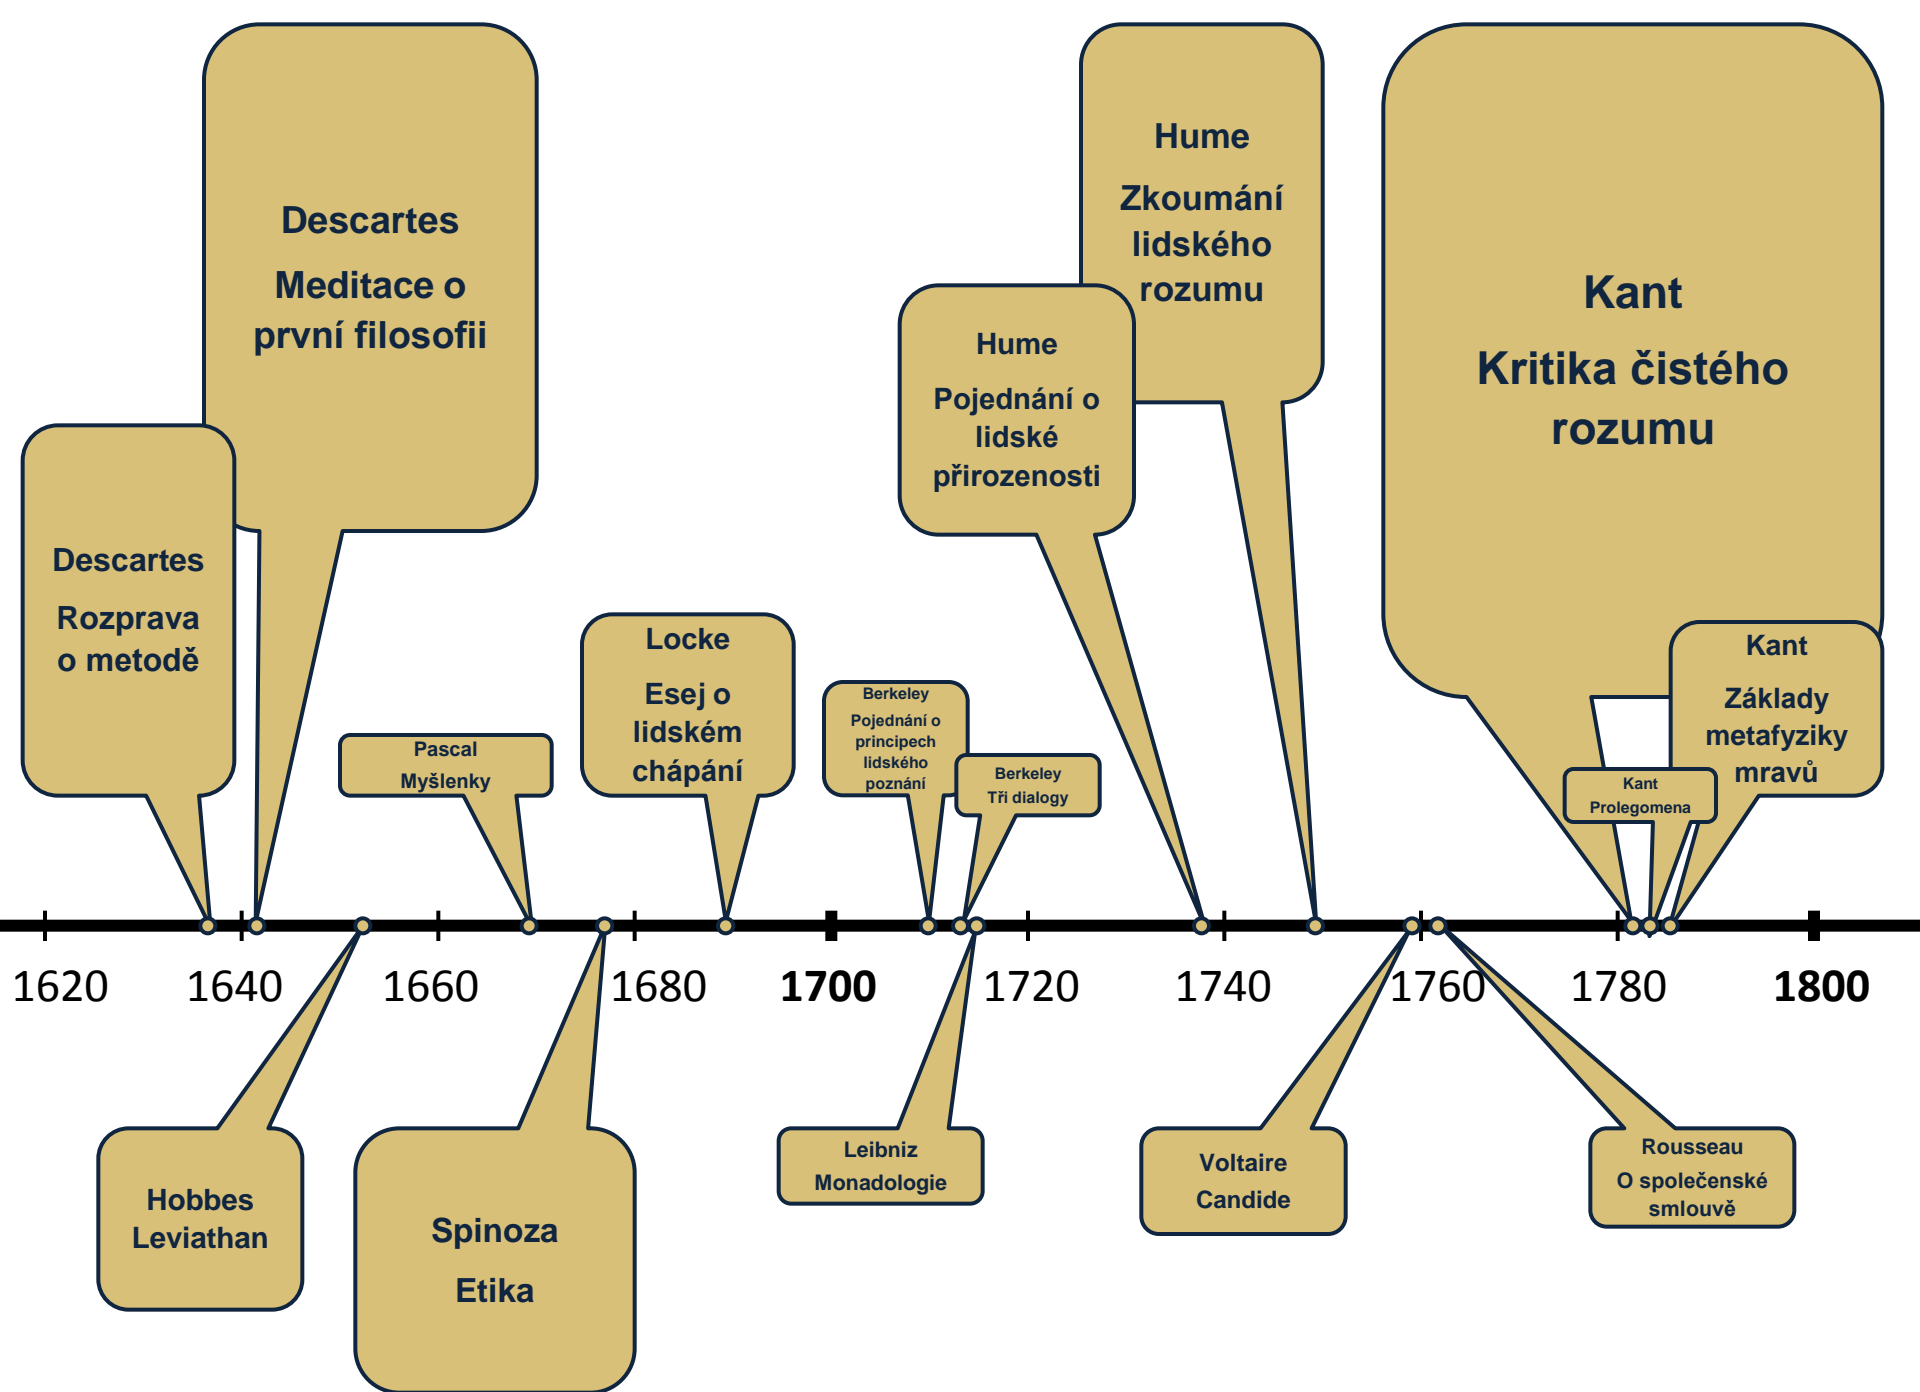 Descartes
Meditace o
první filosofii
Hume
Zkoumání
lidského
rozumu
Kant
Kritika čistého
rozumu
Hume
Pojednání o
lidské
přirozenosti
Descartes
Rozprava
o metodě
Pascal
Myšlenky
Locke
Esej o
lidském
chápání
Berkeley
Pojednání o
principech
lidského
poznání
Berkeley
Tři dialogy
Kant
Základy
metafyziky
mravů
Kant
Prolegomena
1620 1640 1660 1680 1700 1720 1740 1760 1780 1800
Hobbes
Leviathan
Spinoza
Etika
Leibniz
Monadologie
Voltaire
Candide
Rousseau
O společenské
smlouvě